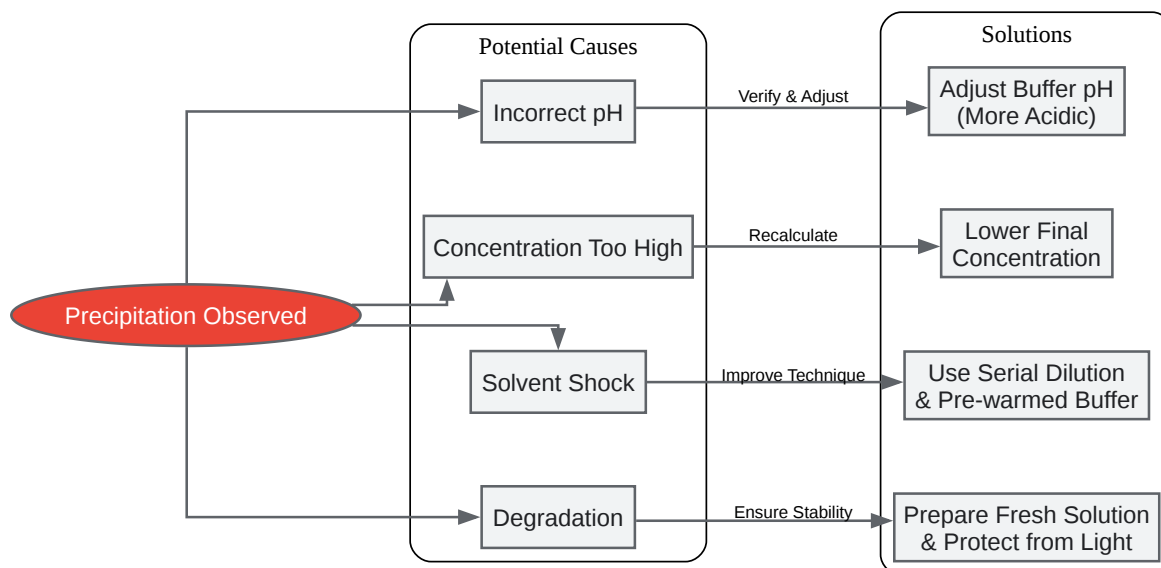 Potential Causes
Solutions
Incorrect pH
Verify & Adjust
Adjust Buffer pH
(More Acidic)
Concentration Too High
Recalculate
Lower Final
Concentration
Precipitation Observed
Solvent Shock
Improve Technique
Use Serial Dilution
& Pre-warmed Buffer
Degradation
Ensure Stability
Prepare Fresh Solution
& Protect from Light